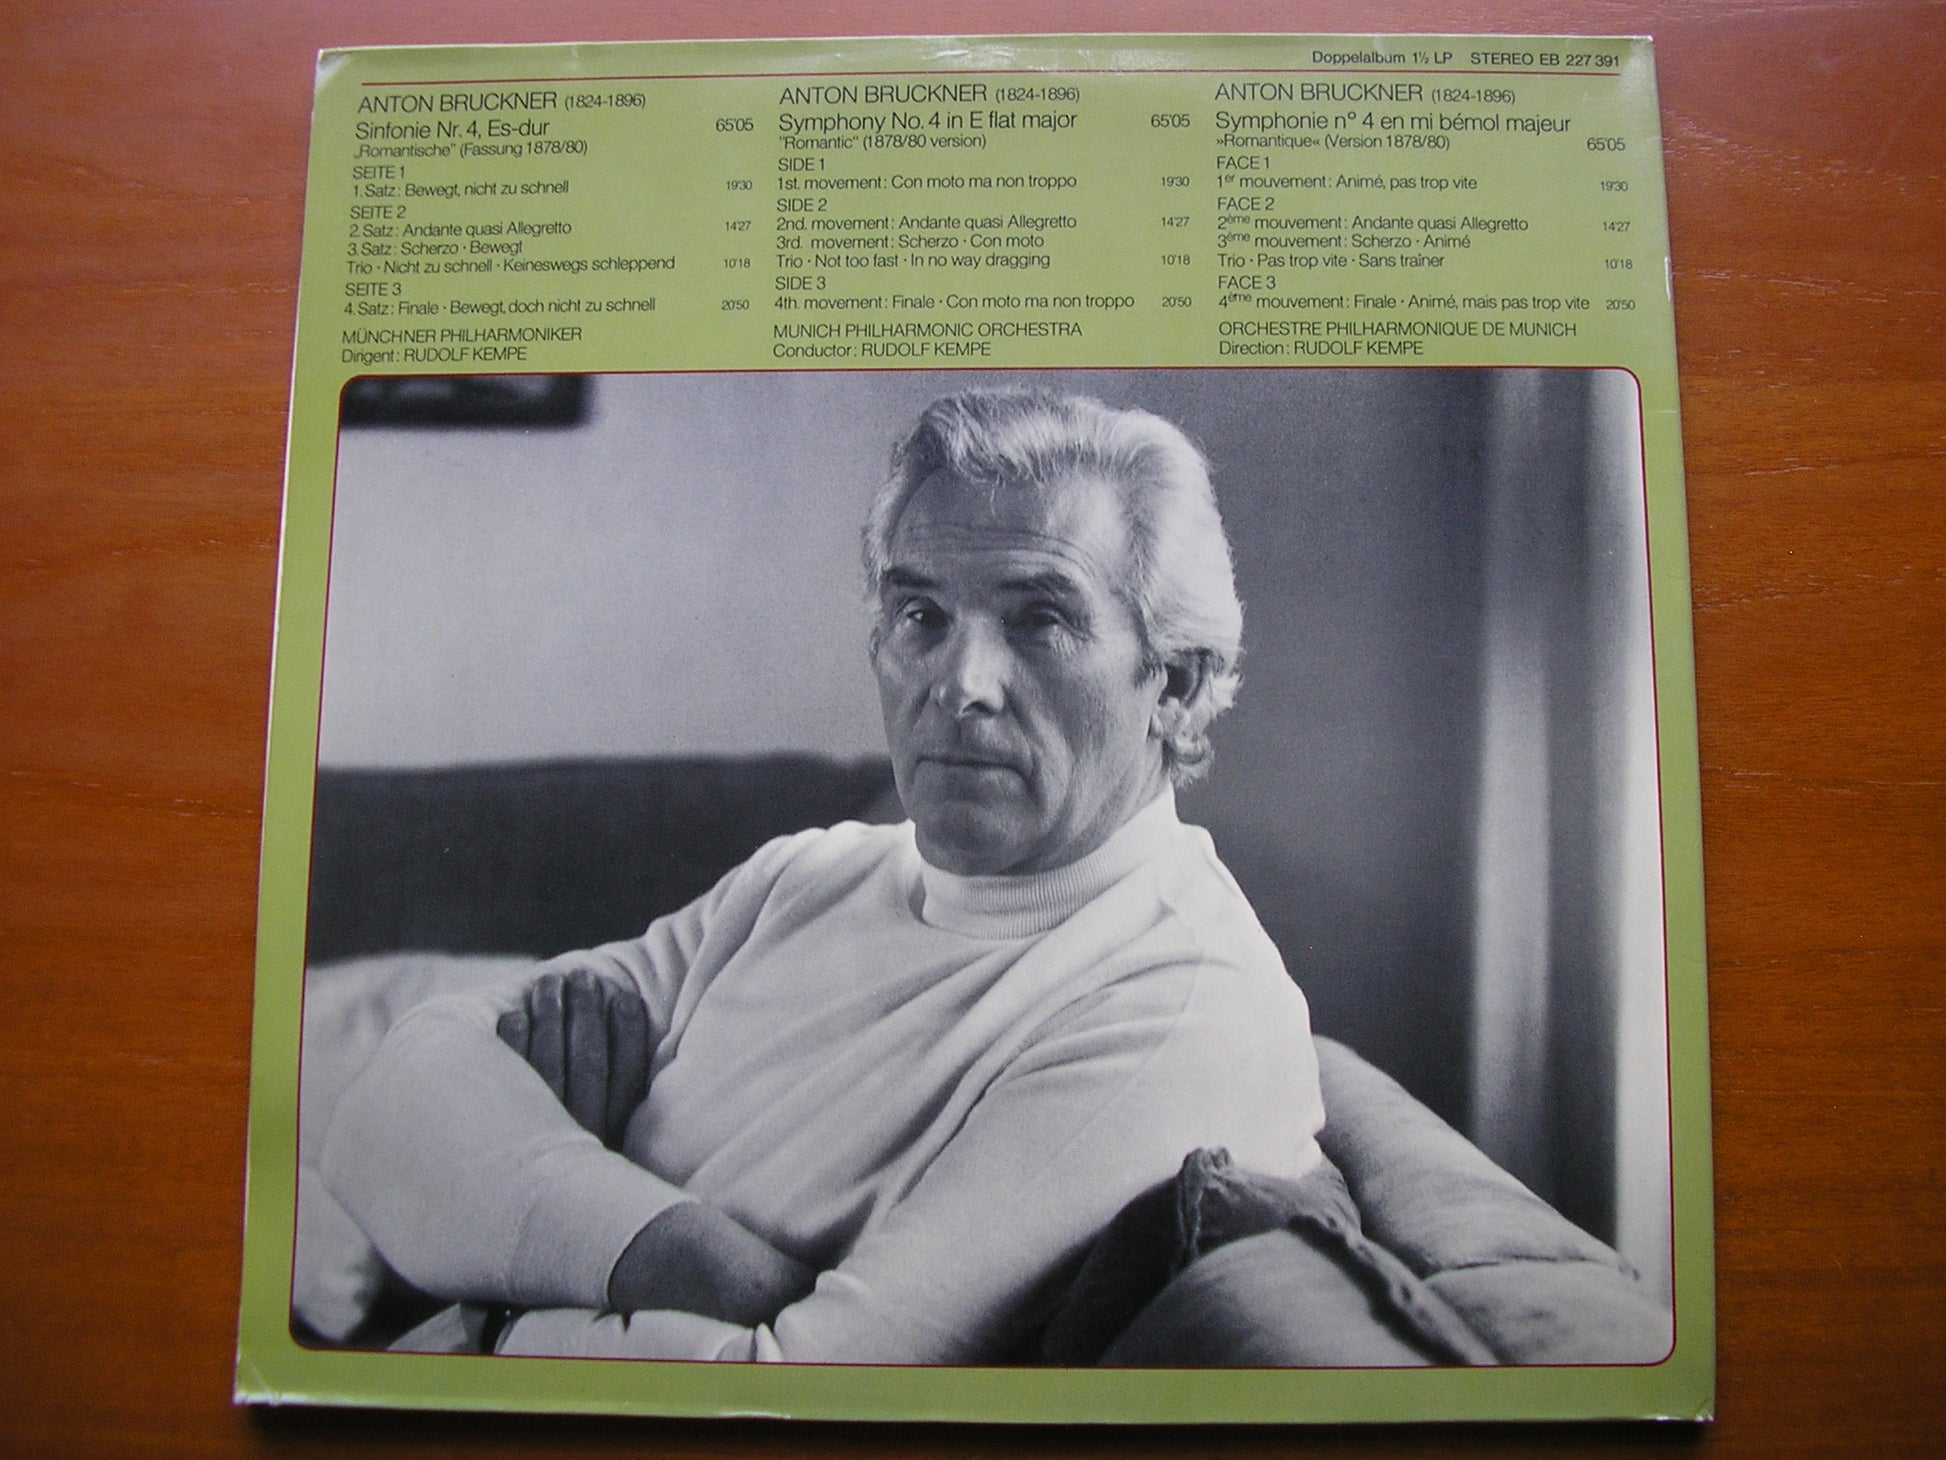 Doppelalbum 1½ LP STEREO EB 227 391
ANTON BRUCKNER (1824-1896)
Sinfonie Nr. 4, Es-dur 65'05
„Romantische" (Fassung 1878/80)
SEITE 1
1. Satz: Bewegt, nicht zu schnell 19'30
SEITE 2
2. Satz: Andante quasi Allegretto 14'27
3. Satz: Scherzo · Bewegt
Trio · Nicht zu schnell · Keineswegs schleppend 10'18
SEITE 3
4. Satz: Finale · Bewegt, doch nicht zu schnell 20'50
MÜNCHNER PHILHARMONIKER
Dirigent: RUDOLF KEMPE
ANTON BRUCKNER (1824-1896)
Symphony No. 4 in E flat major 65'05
"Romantic" (1878/80 version)
SIDE 1
1st. movement: Con moto ma non troppo 19'30
SIDE 2
2nd. movement: Andante quasi Allegretto 14'27
3rd. movement: Scherzo · Con moto
Trio · Not too fast · In no way dragging 10'18
SIDE 3
4th. movement: Finale · Con moto ma non troppo 20'50
MUNICH PHILHARMONIC ORCHESTRA
Conductor: RUDOLF KEMPE
ANTON BRUCKNER (1824-1896)
Symphonie n° 4 en mi bémol majeur
»Romantique« (Version 1878/80) 65'05
FACE 1
1er mouvement: Animé, pas trop vite 19'30
FACE 2
2ème mouvement: Andante quasi Allegretto 14'27
3ème mouvement: Scherzo · Animé
Trio · Pas trop vite · Sans traîner 10'18
FACE 3
4ème mouvement: Finale · Animé, mais pas trop vite 20'50
ORCHESTRE PHILHARMONIQUE DE MUNICH
Direction: RUDOLF KEMPE